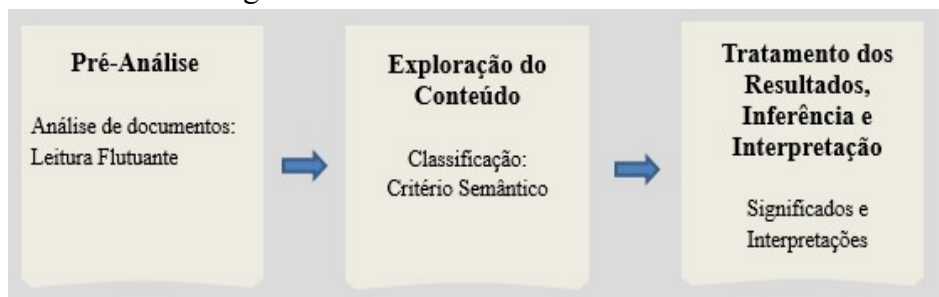 Pré-Análise
Análise de documentos:
Leitura Flutuante
Exploração do
Conteúdo
Classificação:
Critério Semântico
Tratamento dos
Resultados,
Inferência e
Interpretação
Significados e
Interpretações